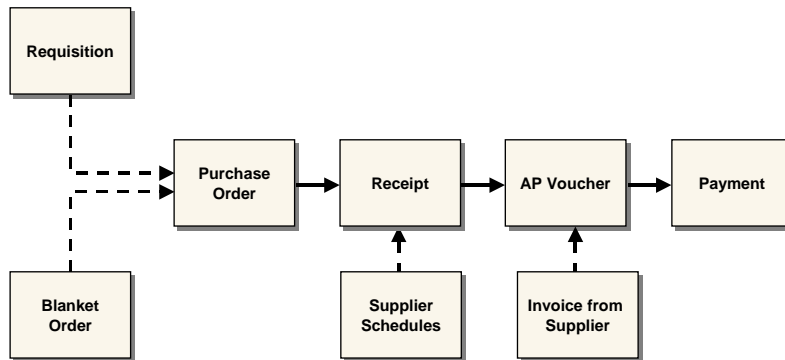 Requisition
Purchase
Order
Receipt
AP Voucher
Payment
Blanket
Order
Supplier
Schedules
Invoice from
Supplier